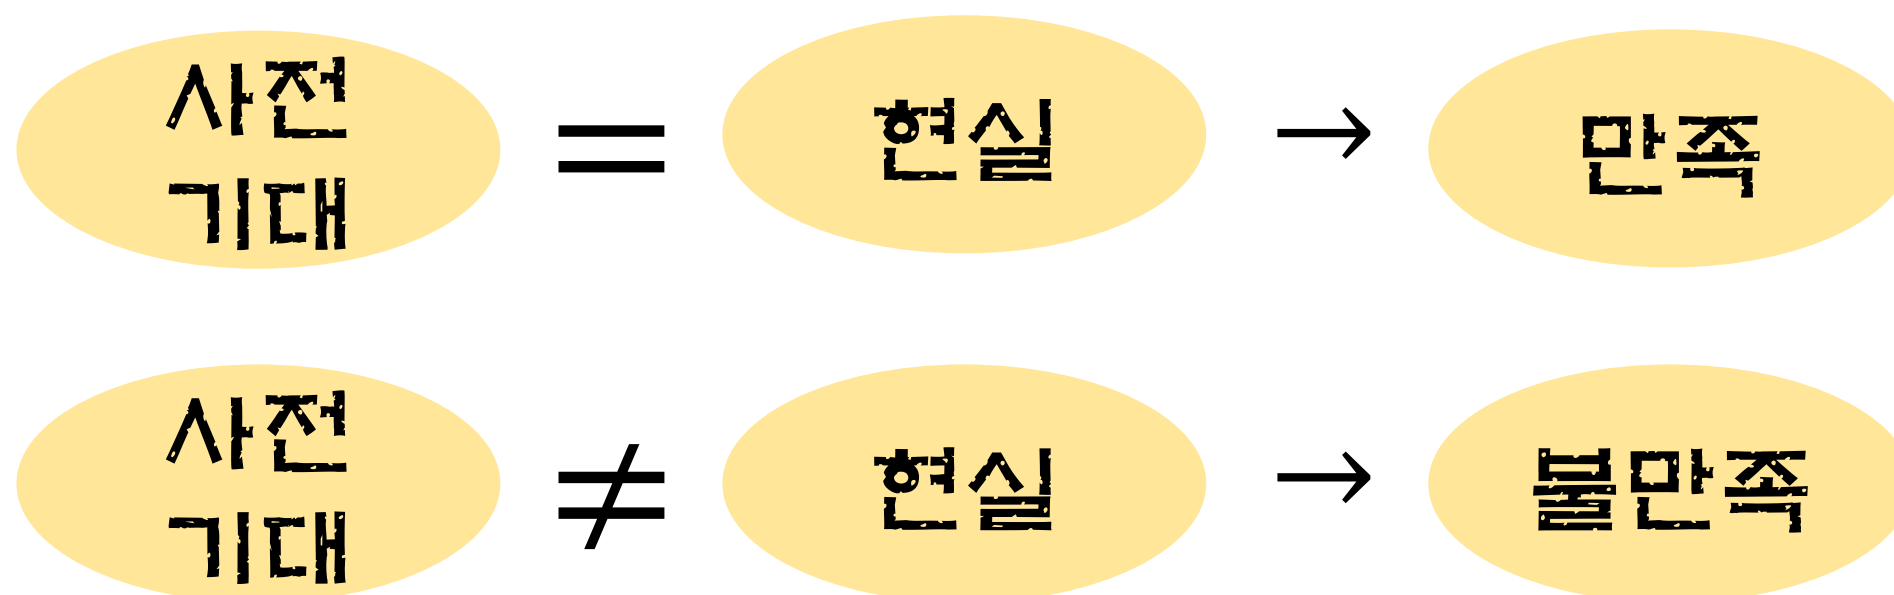 사전
기대
=
현실
→
만족
사전
기대
≠
현실
→
불만족